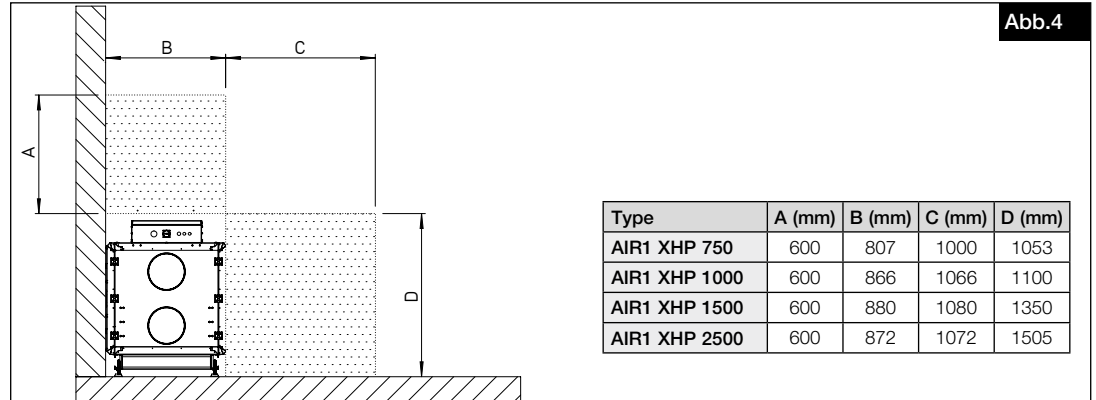 Abb.4
B
C
A
D
Type A (mm) B (mm) C (mm) D (mm)
AIR1 XHP 750 600 807 1000 1053
AIR1 XHP 1000 600 866 1066 1100
AIR1 XHP 1500 600 880 1080 1350
AIR1 XHP 2500 600 872 1072 1505